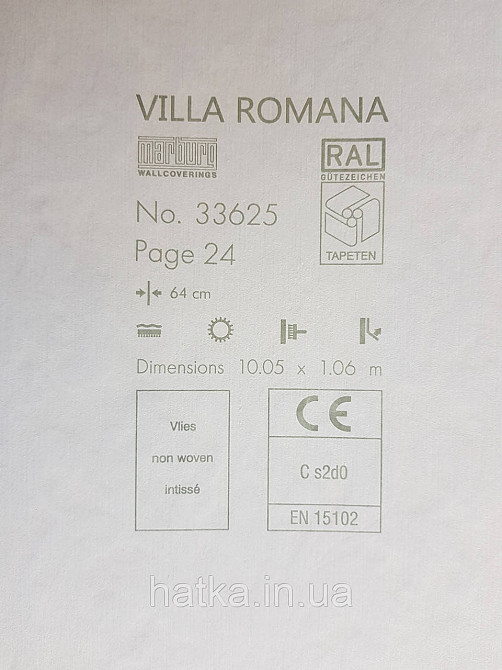 VILLA ROMANA
marburg
WALLCOVERINGS
RAL
GÜTEZEICHEN
TAPETEN
No. 33625
Page 24
64 cm
Dimensions 10.05 x 1.06 m
Vlies
non woven
intissé
CE
C s2d0
EN 15102
hatka.in.ua